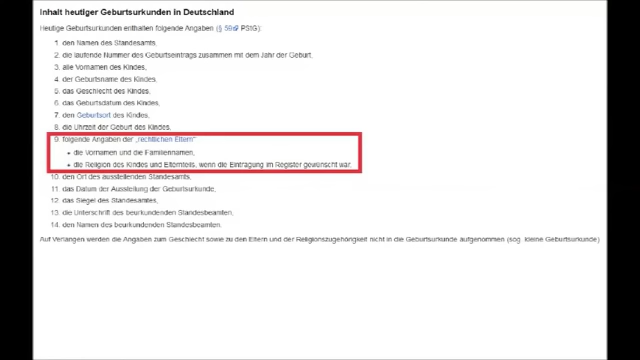 Inhalt heutiger Geburtsurkunden in Deutschland
Heutige Geburtsurkunden enthalten folgende Angaben (§ 59 PStG):
1. den Namen des Standesamts,
2. die laufende Nummer des Geburtseintrags zusammen mit dem Jahr der Geburt,
3. alle Vornamen des Kindes,
4. der Geburtsname des Kindes,
5. das Geschlecht des Kindes,
6. das Geburtsdatum des Kindes,
7. den Geburtsort des Kindes,
8. die Uhrzeit der Geburt des Kindes,
9. folgende Angaben der „rechtlichen Eltern“
• die Vornamen und die Familiennamen,
• die Religion des Kindes und Elternteils, wenn die Eintragung im Register gewünscht war,
10. den Ort des ausstellenden Standesamts,
11. das Datum der Ausstellung der Geburtsurkunde,
12. das Siegel des Standesamtes,
13. die Unterschrift des beurkundenden Standesbeamten,
14. den Namen des beurkundenden Standesbeamten.
Auf Verlangen werden die Angaben zum Geschlecht sowie zu den Eltern und der Religionszugehörigkeit nicht in die Geburtsurkunde aufgenommen (sog. kleine Geburtsurkunde)